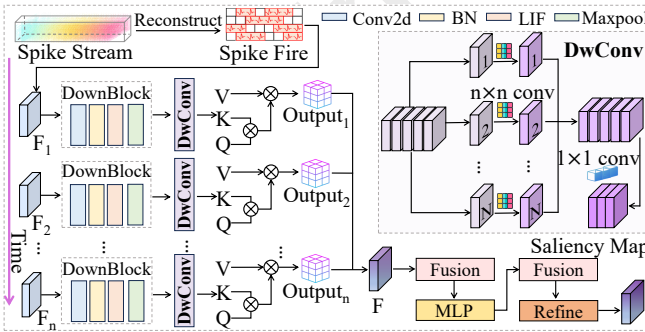 Conv2d BN LIF Maxpool
Reconstruct
Spike Stream
Spike Fire
DwConv
DownBlock
DwConv
V
K
Q
Output1
F1
1 1
n×n conv
2 2
1×1 conv
...
N N
DownBlock
DwConv
V
K
Q
Output2
F2
Time
...
...
...
DownBlock
DwConv
V
K
Q
Outputn
Fn
F
Saliency Map
Fusion
MLP
Fusion
Refine